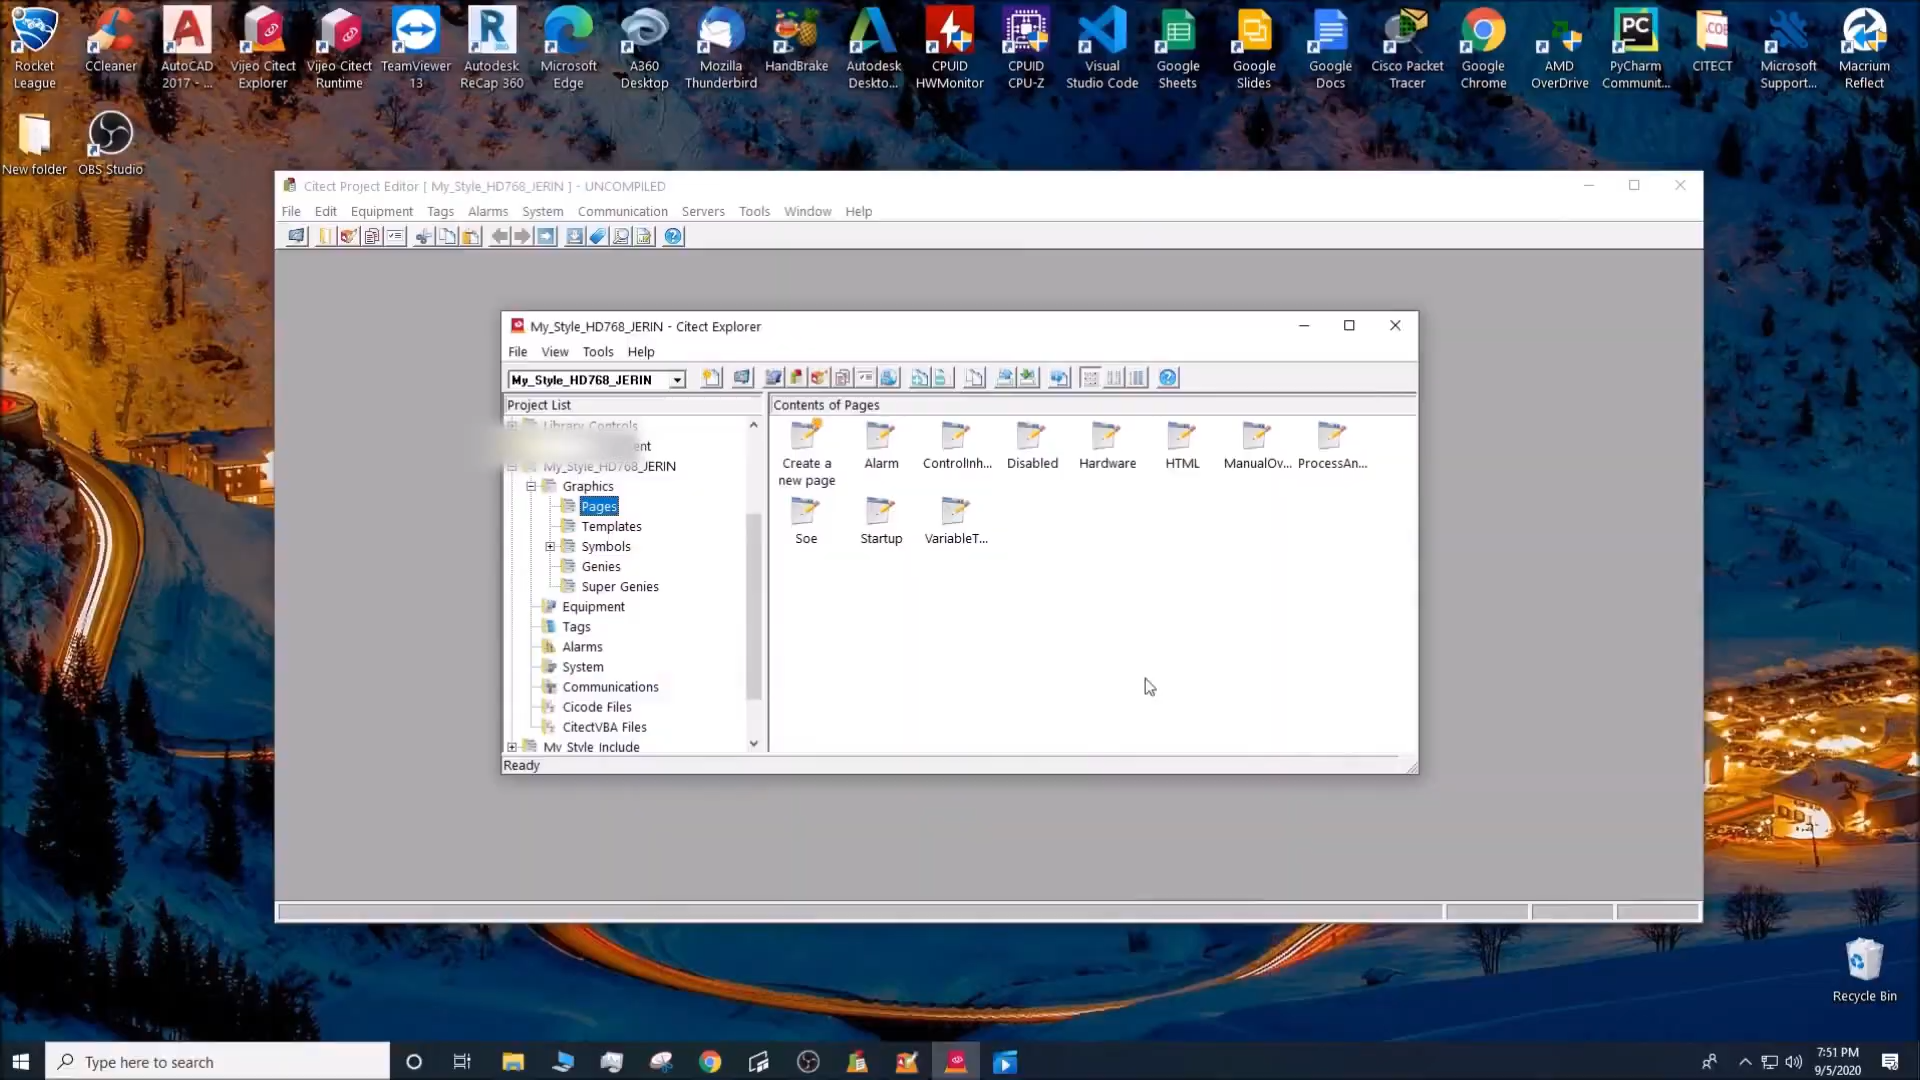 Rocket League
CCleaner
AutoCAD 2017 - ...
Vijeo Citect Explorer
Vijeo Citect Runtime
TeamViewer 13
Autodesk ReCap 360
Microsoft Edge
A360 Desktop
Mozilla Thunderbird
HandBrake
Autodesk Deskto...
CPUID HWMonitor
CPUID CPU-Z
Visual Studio Code
Google Sheets
Google Slides
Google Docs
Cisco Packet Tracer
Google Chrome
AMD OverDrive
PyCharm Communit...
CITECT
Microsoft Support...
Macrium Reflect
New folder
OBS Studio
Citect Project Editor [ My_Style_HD768_JERIN ] - UNCOMPILED
File Edit Equipment Tags Alarms System Communication Servers Tools Window Help
My_Style_HD768_JERIN - Citect Explorer
File View Tools Help
My_Style_HD768_JERIN
Project List
Library_Controls
My_Style_HD768_JERIN
Graphics
Pages
Templates
Symbols
Genies
Super Genies
Equipment
Tags
Alarms
System
Communications
Cicode Files
CitectVBA Files
My_Style_Include
Contents of Pages
Create a new page
Alarm
ControlInh...
Disabled
Hardware
HTML
ManualOv...
ProcessAn...
Soe
Startup
VariableT...
Ready
Recycle Bin
Type here to search
7:51 PM
9/5/2020